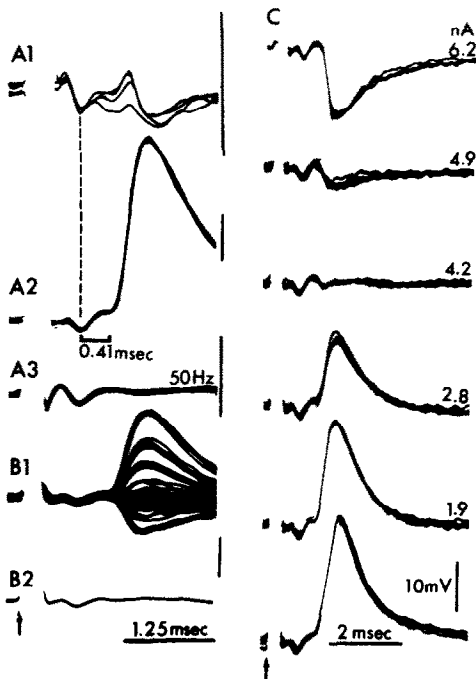 A1
A2
0.41msec
A3
50Hz
B1
B2
1.25msec
C
nA
6.2
4.9
4.2
2.8
1.9
10mV
2 msec